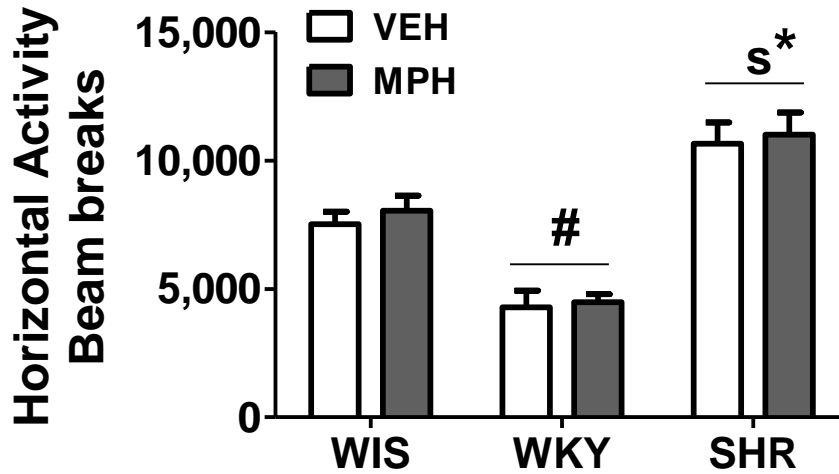 Horizontal Activity
Beam breaks
15,000
10,000
5,000
0
VEH
MPH
#
s*
WIS
WKY
SHR